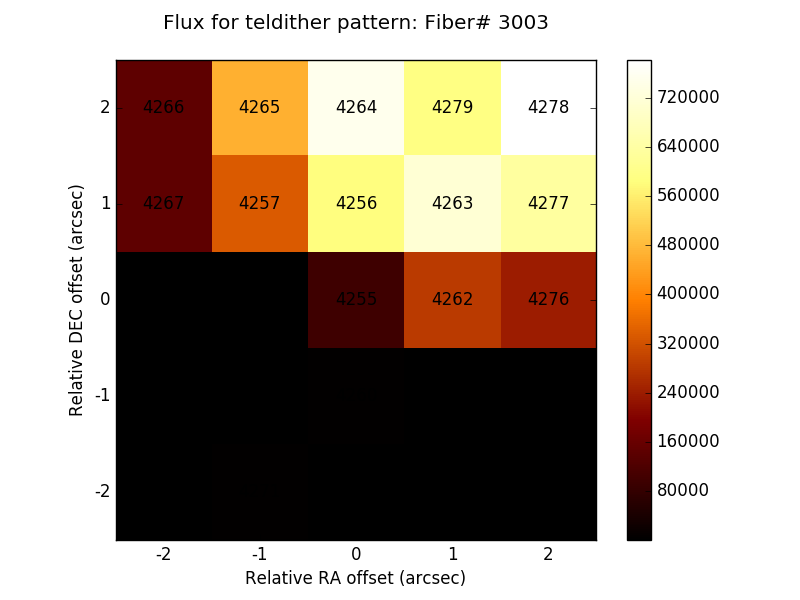 Flux for teldither pattern: Fiber# 3003
4266 4265 4264 4279 4278
4267 4257 4256 4263 4277
4255 4262 4276
2
1
0
-1
-2
-2 -1 0 1 2
Relative DEC offset (arcsec)
Relative RA offset (arcsec)
720000
640000
560000
480000
400000
320000
240000
160000
80000